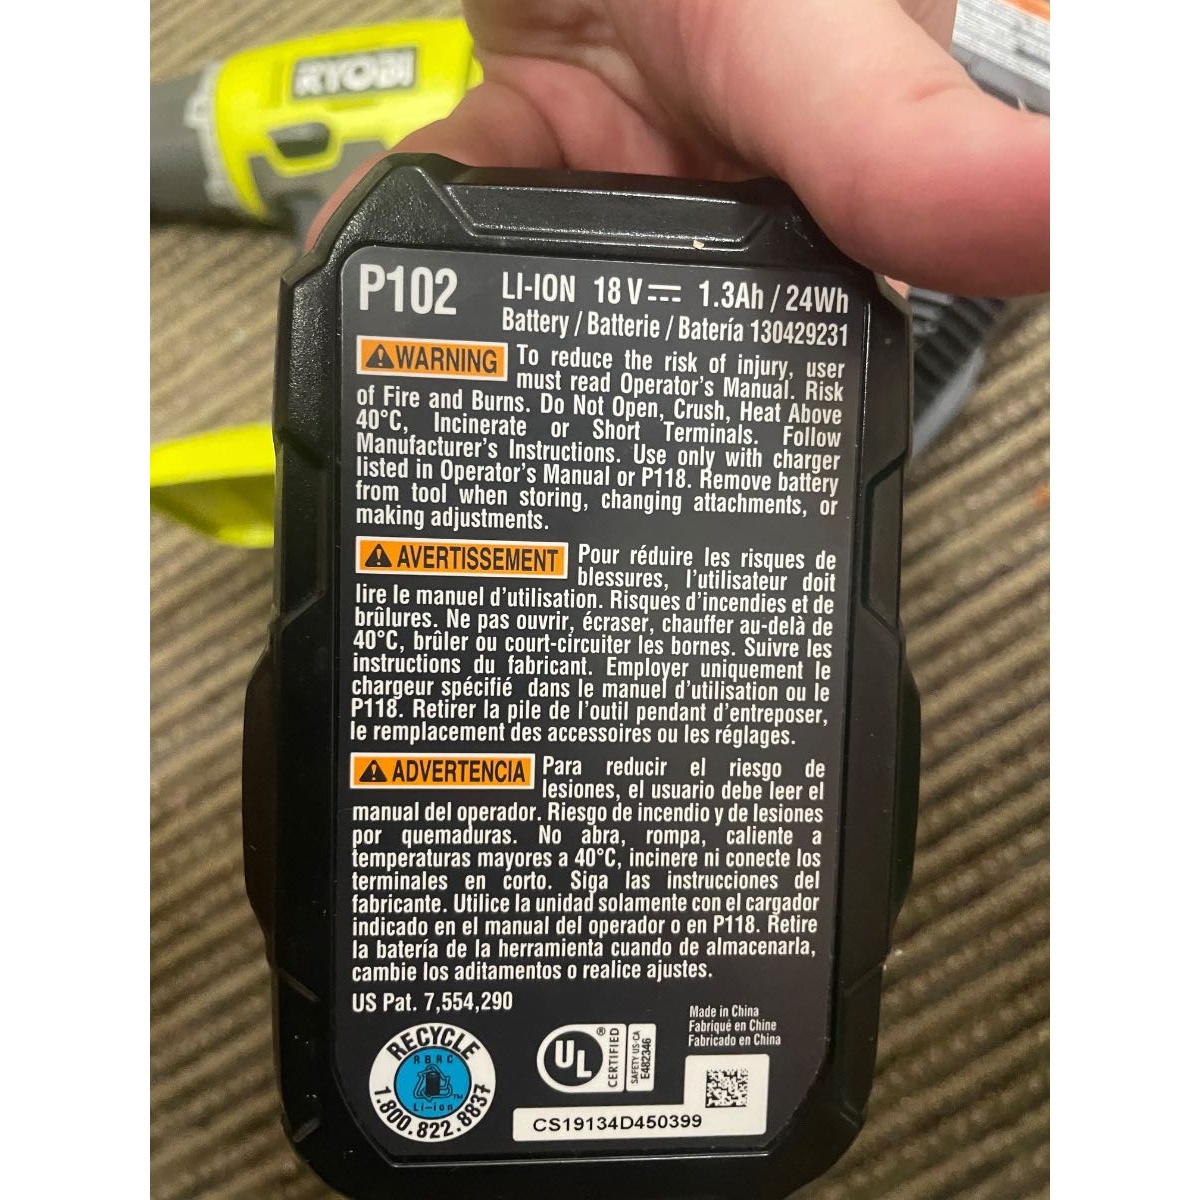 RYOBI
P102
LI-ION 18 V⎓ 1.3Ah / 24Wh
Battery / Batterie / Batería 130429231
⚠WARNING To reduce the risk of injury, user
must read Operator's Manual. Risk
of Fire and Burns. Do Not Open, Crush, Heat Above
40°C, Incinerate or Short Terminals. Follow
Manufacturer's Instructions. Use only with charger
listed in Operator's Manual or P118. Remove battery
from tool when storing, changing attachments, or
making adjustments.
⚠ AVERTISSEMENT Pour réduire les risques de
blessures, l'utilisateur doit
lire le manuel d'utilisation. Risques d'incendies et de
brûlures. Ne pas ouvrir, écraser, chauffer au-delà de
40°C, brûler ou court-circuiter les bornes. Suivre les
instructions du fabricant. Employer uniquement le
chargeur spécifié dans le manuel d'utilisation ou le
P118. Retirer la pile de l'outil pendant d'entreposer,
le remplacement des accessoires ou les réglages.
⚠ ADVERTENCIA Para reducir el riesgo de
lesiones, el usuario debe leer el
manual del operador. Riesgo de incendio y de lesiones
por quemaduras. No abra, rompa, caliente a
temperaturas mayores a 40°C, incinere ni conecte los
terminales en corto. Siga las instrucciones del
fabricante. Utilice la unidad solamente con el cargador
indicado en el manual del operador o en P118. Retire
la batería de la herramienta cuando de almacenarla,
cambie los aditamentos o realice ajustes.
US Pat. 7,554,290
Made in China
Fabriqué en Chine
Fabricado en China
RECYCLE
RBRC
Li-ion
TM
1.800.822.8837
UL
®
CERTIFIED
SAFETY US-CA
E482346
CS19134D450399